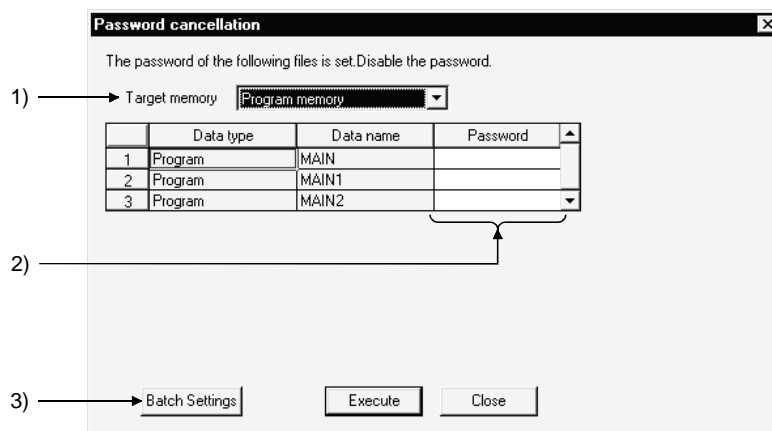 Password cancellation
The password of the following files is set.Disable the password.
1) Target memory Program memory
Data type Data name Password
1 Program MAIN
2 Program MAIN1
3 Program MAIN2
2)
3) Batch Settings Execute Close